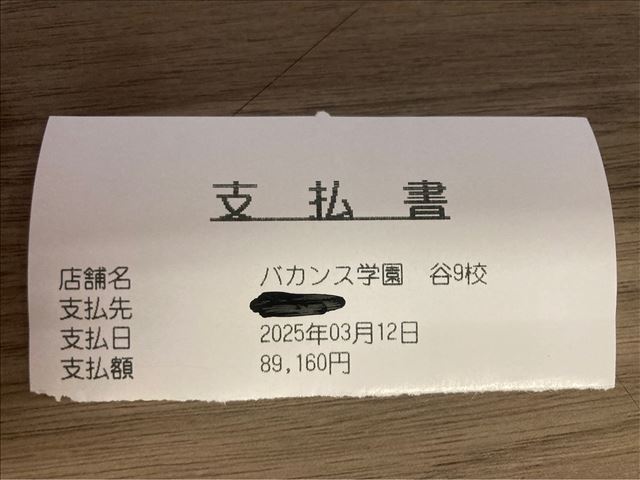 支払書
店舗名 バカンス学園 谷9校
支払先
支払日 2025年03月12日
支払額 89,160円